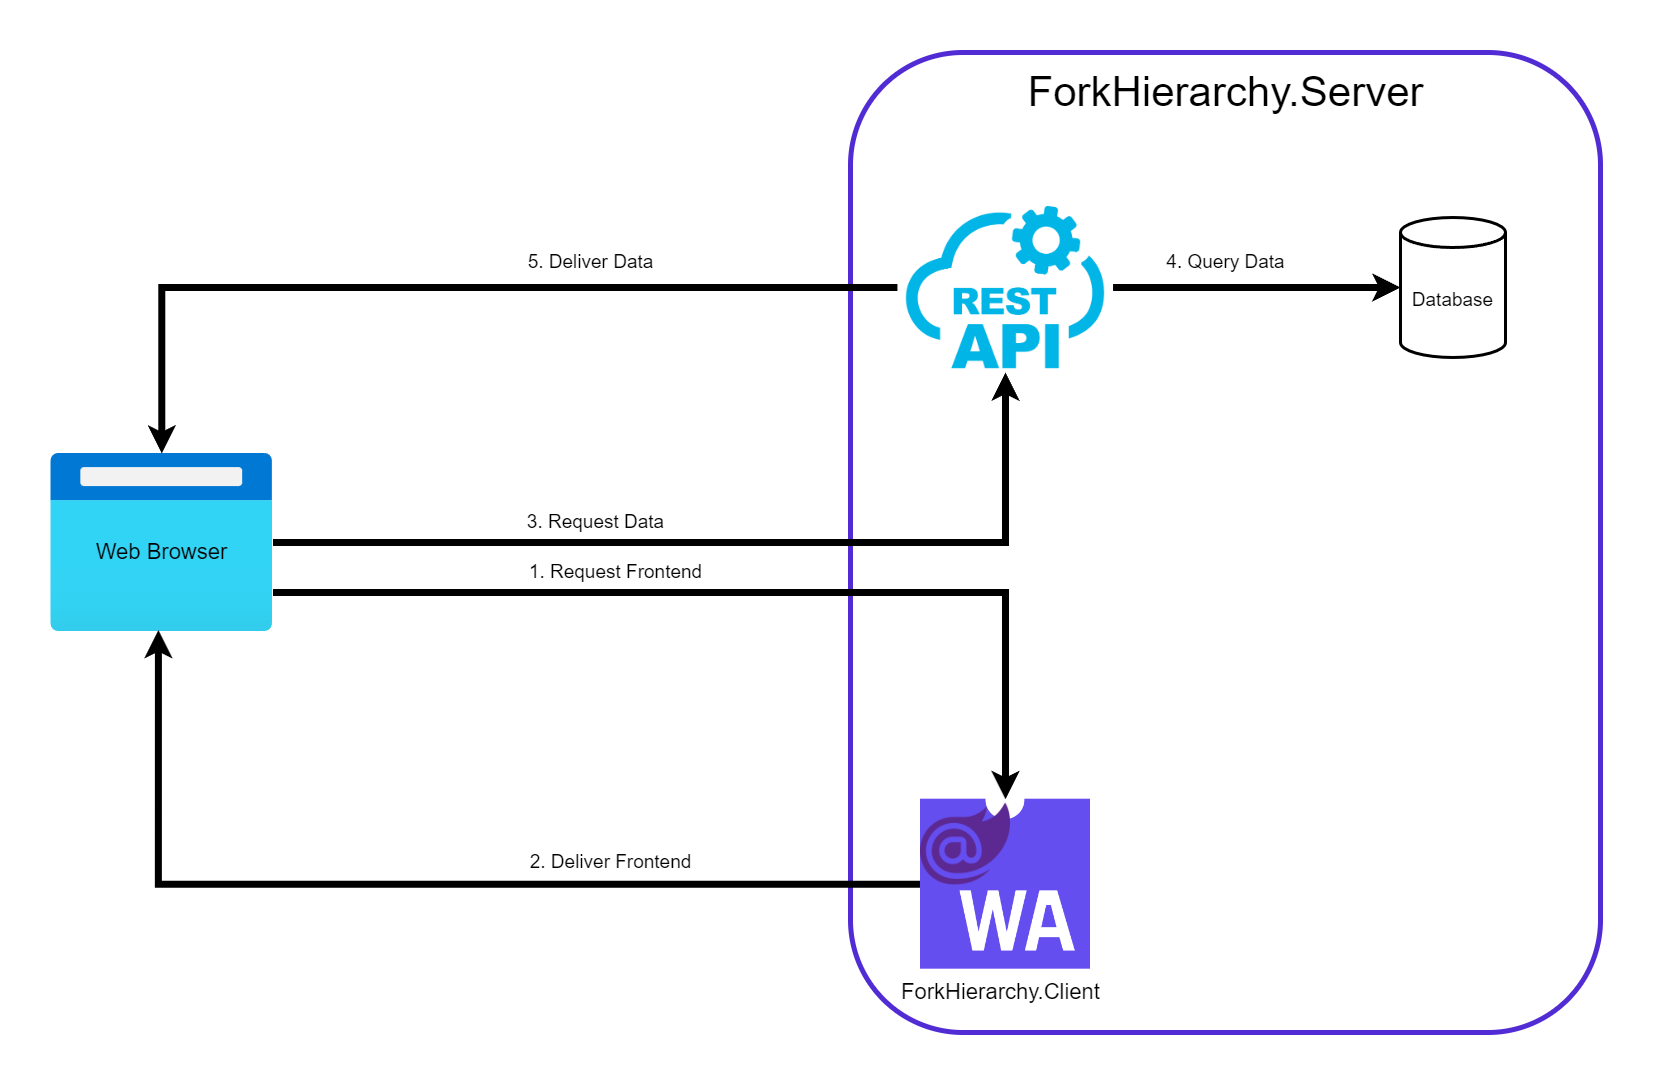 ForkHierarchy.Server
5. Deliver Data
4. Query Data
REST
API
Database
3. Request Data
Web Browser
1. Request Frontend
2. Deliver Frontend
@
WA
ForkHierarchy.Client